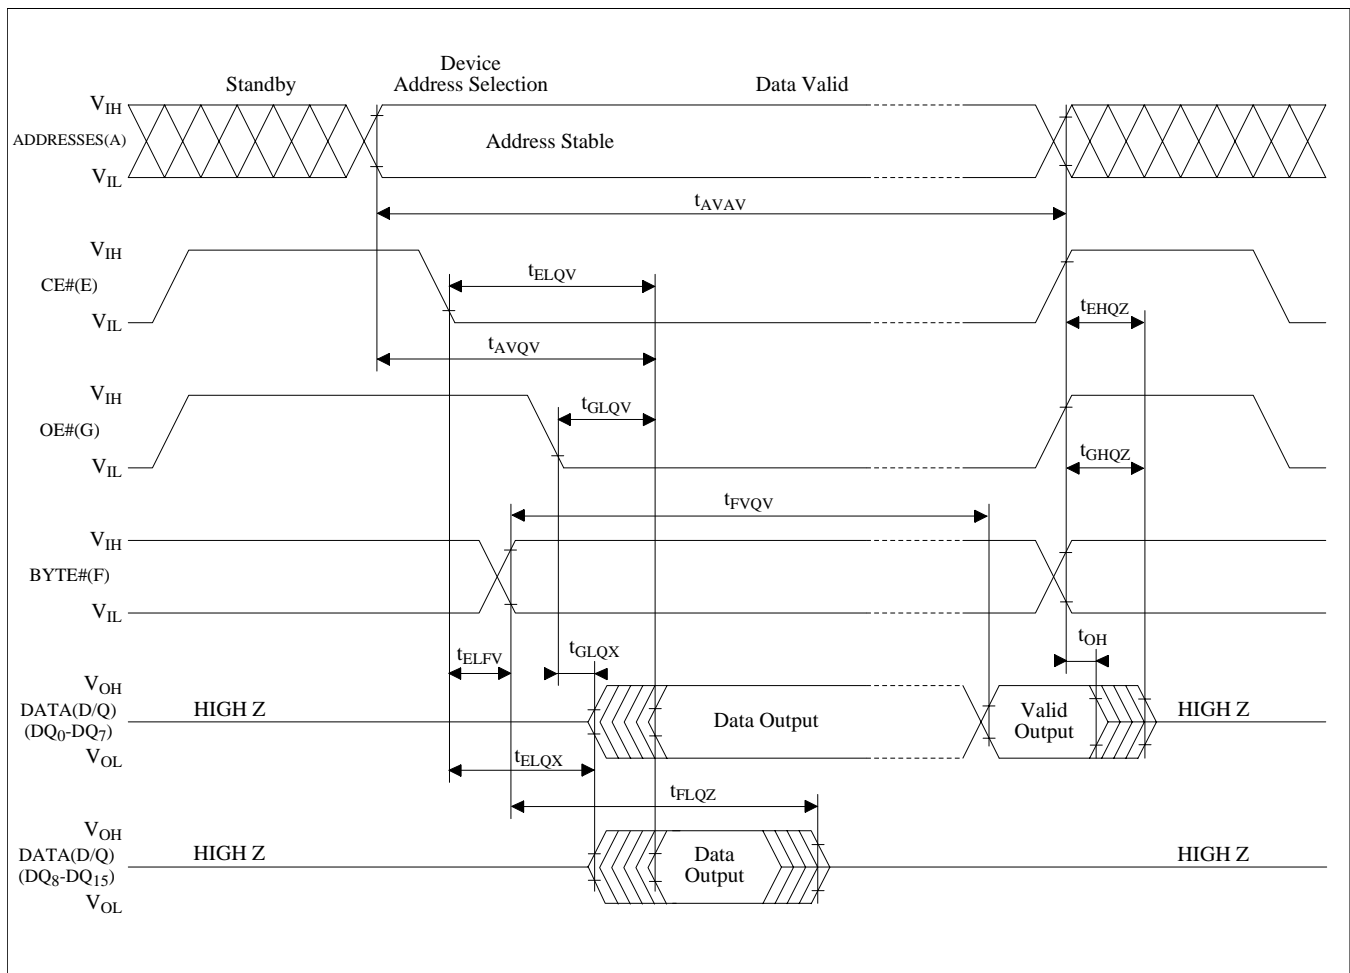 Device
Standby Address Selection Data Valid
VIH
ADDRESSES(A) Address Stable
VIL
tAVAV
VIH
tELQV
CE#(E)
tEHQZ
VIL
tAVQV
VIH
tGLQV
OE#(G)
tGHQZ
VIL
tFVQV
VIH
BYTE#(F)
VIL
tELFV tGLQX tOH
VOH
DATA(D/Q) HIGH Z Data Output Valid HIGH Z
(DQ0-DQ7) Output
VOL
tELQX
tFLQZ
VOH
DATA(D/Q) HIGH Z Data HIGH Z
(DQ8-DQ15) Output
VOL